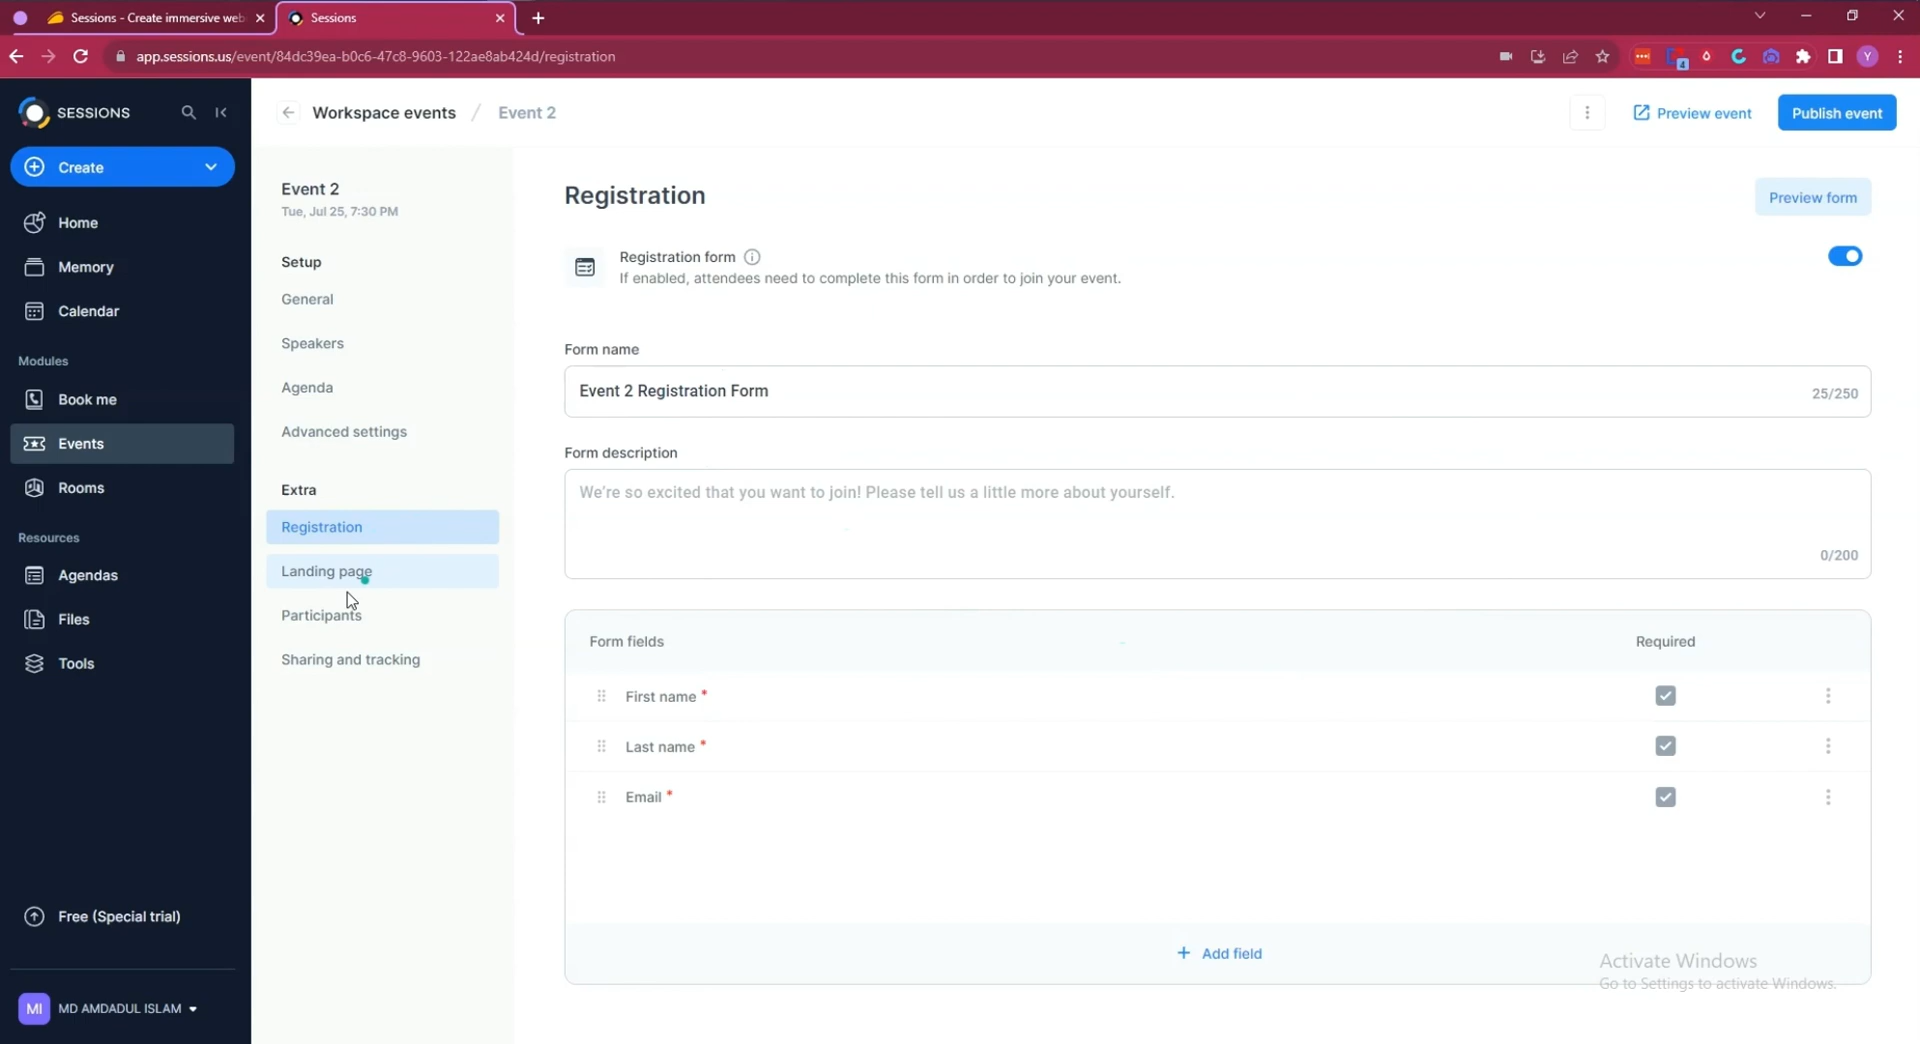 Sessions - Create immersive web
Sessions
app.sessions.us/event/84dc39ea-b0c6-47c8-9603-122ae8ab424d/registration
4
Y
SESSIONS
Workspace events / Event 2
Preview event
Publish event
Create
Home
Memory
Calendar
Modules
Book me
Events
Rooms
Resources
Agendas
Files
Tools
Free (Special trial)
MI MD AMDADUL ISLAM
Event 2
Tue, Jul 25, 7:30 PM
Setup
General
Speakers
Agenda
Advanced settings
Extra
Registration
Landing page
Participants
Sharing and tracking
Registration
Preview form
Registration form
If enabled, attendees need to complete this form in order to join your event.
Form name
Event 2 Registration Form
25/250
Form description
We're so excited that you want to join! Please tell us a little more about yourself.
0/200
Form fields Required
First name *
Last name *
Email *
+ Add field
Activate Windows
Go to Settings to activate Windows.